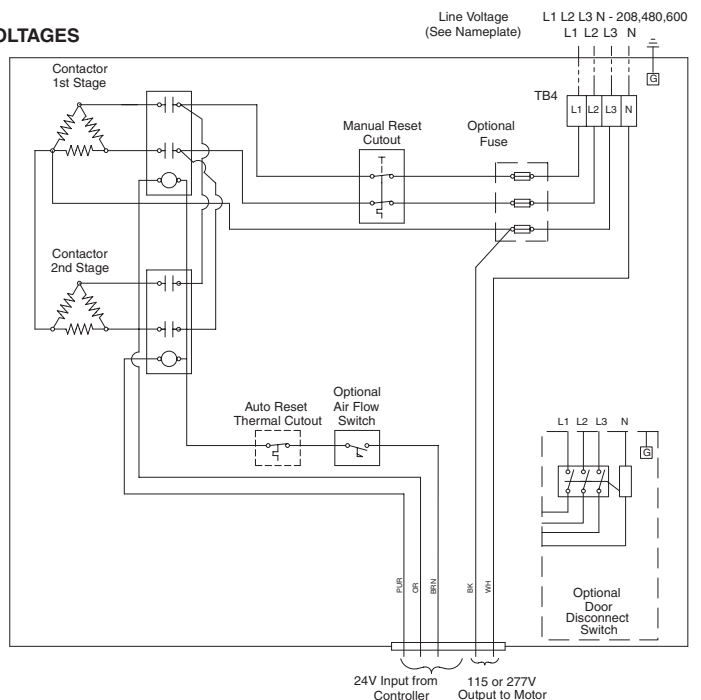 OLTAGES
Line Voltage
(See Nameplate)
L1 L2 L3 N - 208,480,600
L1 L2 L3 N
G
TB4
L1 L2 L3 N
Contactor
1st Stage
Manual Reset
Cutout
Optional
Fuse
Contactor
2nd Stage
Auto Reset
Thermal Cutout
Optional
Air Flow
Switch
L1 L2 L3 N
G
PUR
OR
BRN
BK
WH
Optional
Door
Disconnect
Switch
24V Input from
Controller
115 or 277V
Output to Motor